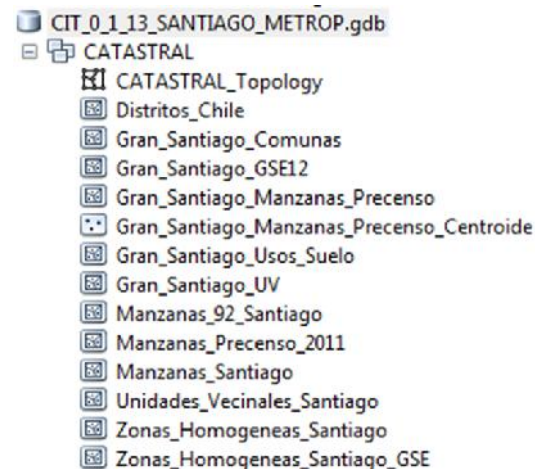 CIT_0_1_13_SANTIAGO_METROP.gdb
CATASTRAL
CATASTRAL_Topology
Distritos_Chile
Gran_Santiago_Comunas
Gran_Santiago_GSE12
Gran_Santiago_Manzanas_Precenso
Gran_Santiago_Manzanas_Precenso_Centroide
Gran_Santiago_Usos_Suelo
Gran_Santiago_UV
Manzanas_92_Santiago
Manzanas_Precenso_2011
Manzanas_Santiago
Unidades_Vecinales_Santiago
Zonas_Homogeneas_Santiago
Zonas_Homogeneas_Santiago_GSE